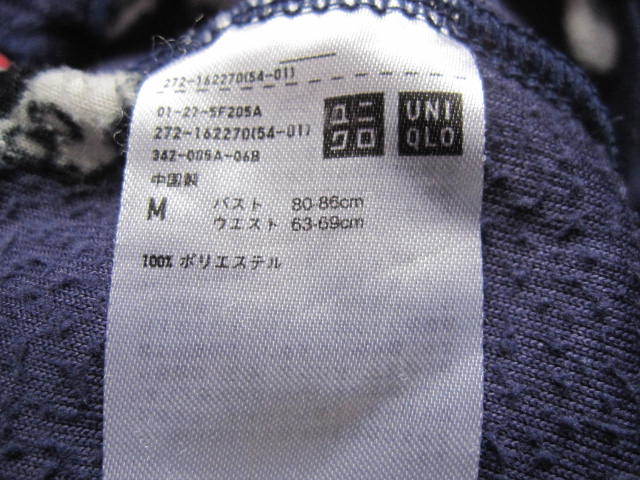 272-162270(54-01)
01-27-5F205A
272-162270(54-01)
342-005A-06B
ユニクロ
UNIQLO
中国製
M バスト 80-86cm
ウエスト 63-69cm
100% ポリエステル